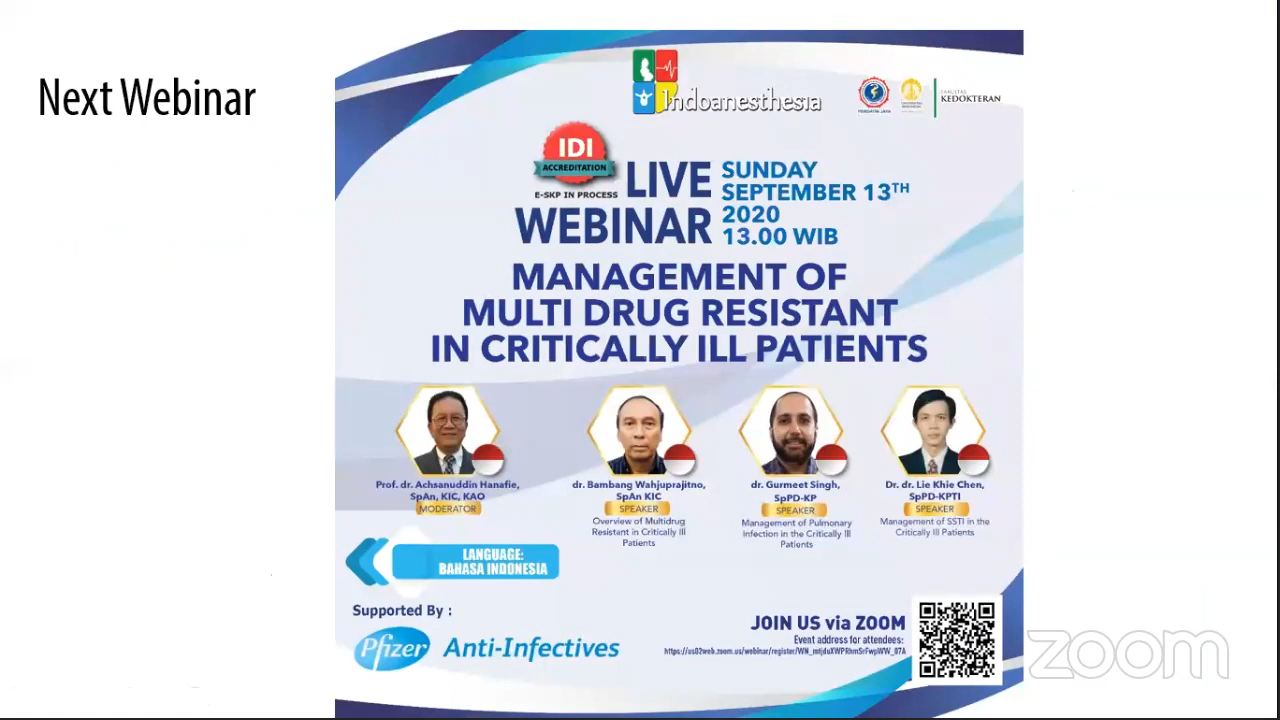 Next Webinar
Indoanesthesia
PERDATIN JAYA
UNIVERSITAS INDONESIA
FAKULTAS
KEDOKTERAN
IDI
ACCREDITATION
E-SKP IN PROCESS
LIVE
WEBINAR
SUNDAY
SEPTEMBER 13TH
2020
13.00 WIB
MANAGEMENT OF
MULTI DRUG RESISTANT
IN CRITICALLY ILL PATIENTS
Prof. dr. Achsanuddin Hanafie,
SpAn, KIC, KAO
MODERATOR
dr. Bambang Wahjuprajitno,
SpAn KIC
SPEAKER
Overview of Multidrug
Resistant in Critically Ill
Patients
dr. Gurmeet Singh,
SpPD-KP
SPEAKER
Management of Pulmonary
Infection in the Critically Ill
Patients
Dr. dr. Lie Khie Chen,
SpPD-KPTI
SPEAKER
Management of SSTI in the
Critically Ill Patients
LANGUAGE:
BAHASA INDONESIA
Supported By :
Pfizer Anti-Infectives
JOIN US via ZOOM
Event address for attendees:
zoom